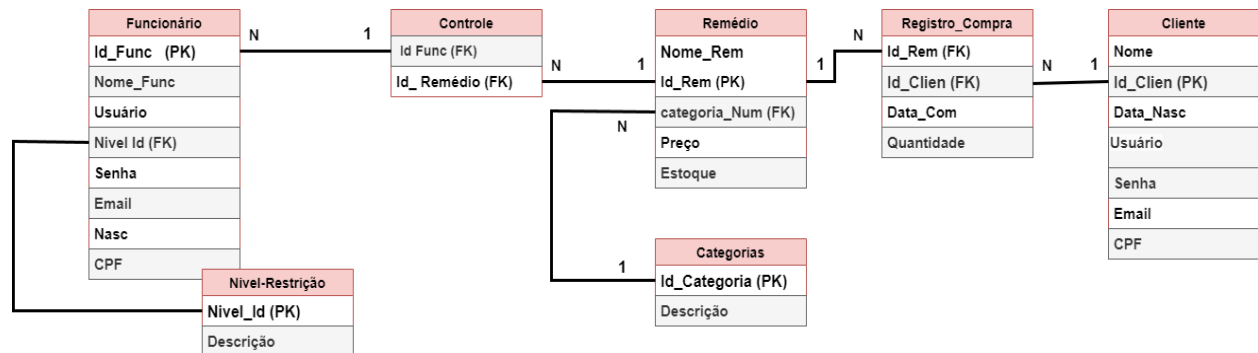 Funcionário
Id_Func (PK)
Nome_Func
Usuário
Nivel Id (FK)
Senha
Email
Nasc
CPF
Nivel-Restrição
Nivel_Id (PK)
Descrição
N
1
Controle
Id Func (FK)
Id_ Remédio (FK)
N
1
Remédio
Nome_Rem
Id_Rem (PK)
categoria_Num (FK)
Preço
Estoque
N
1
Categorias
Id_Categoria (PK)
Descrição
1
N
Registro_Compra
Id_Rem (FK)
Id_Clien (FK)
Data_Com
Quantidade
N
1
Cliente
Nome
Id_Clien (PK)
Data_Nasc
Usuário
Senha
Email
CPF